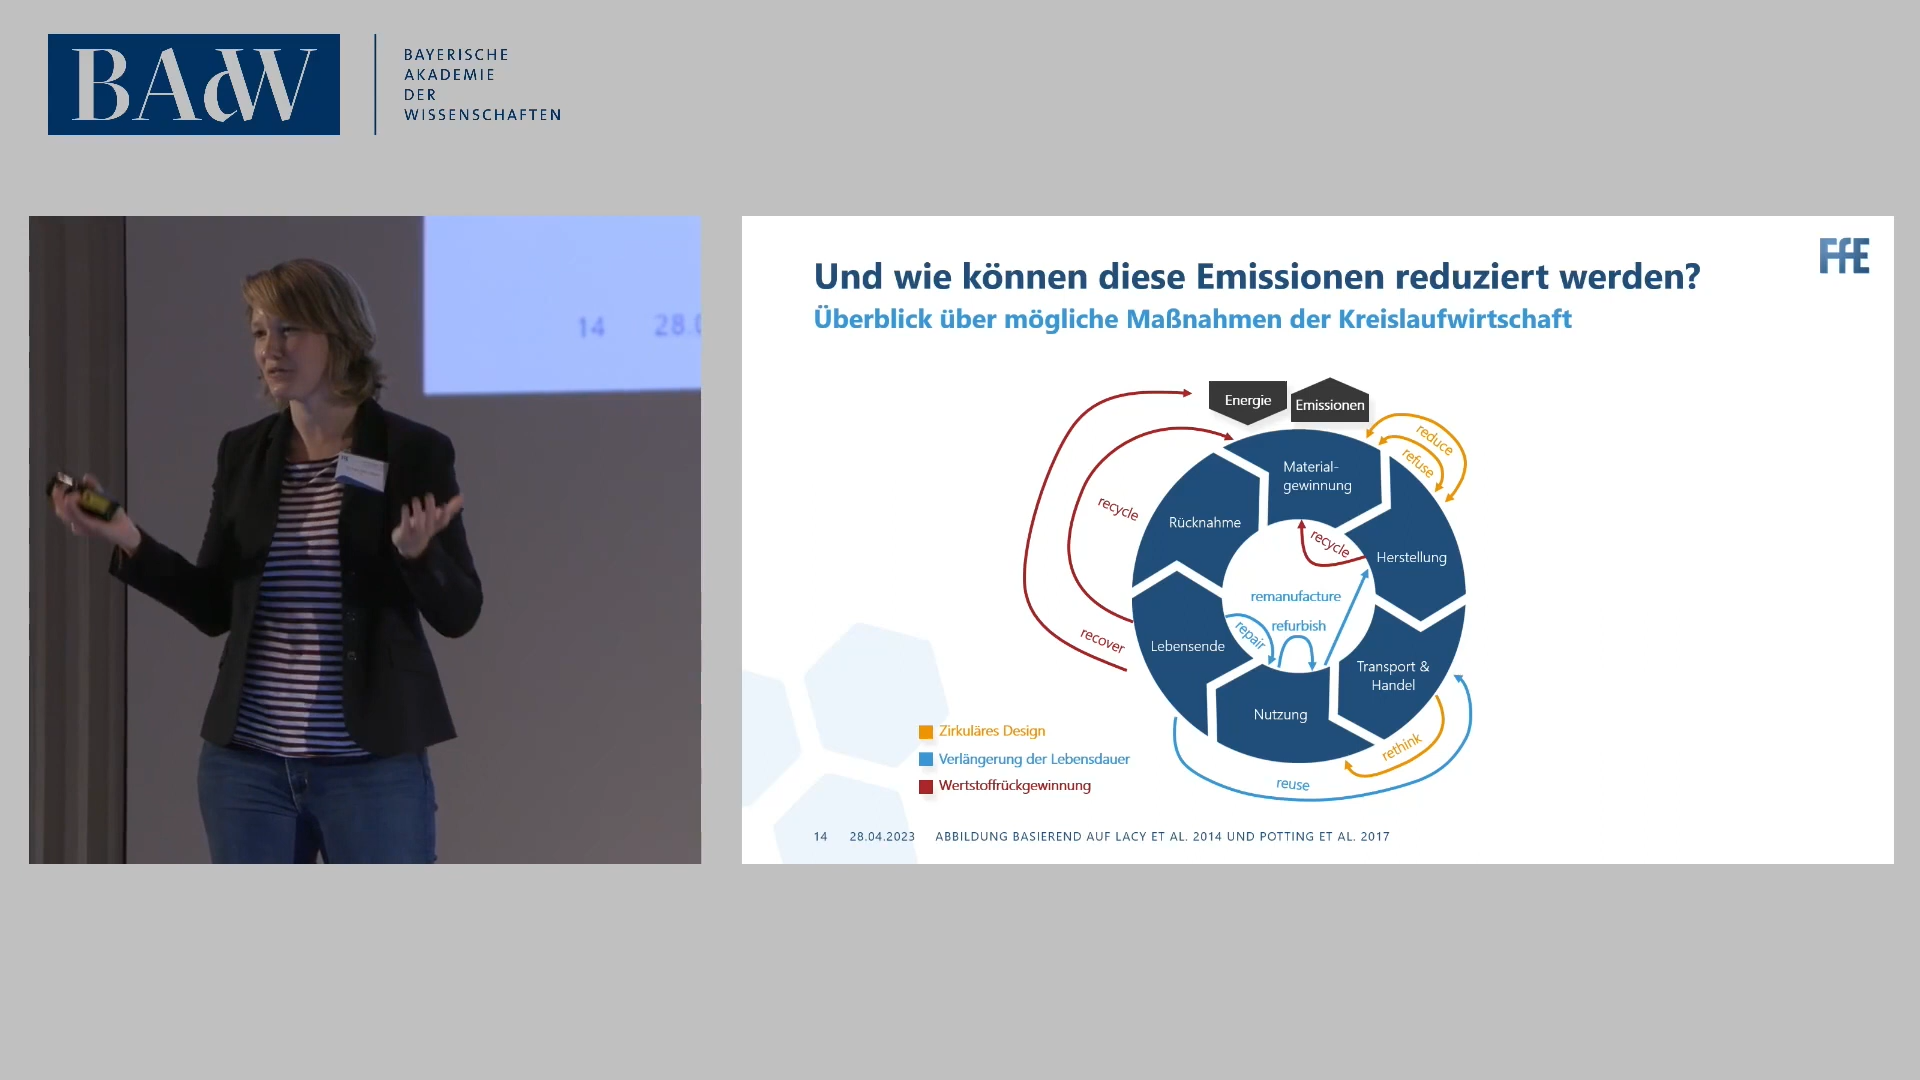 BAdW
BAYERISCHE
AKADEMIE
DER
WISSENSCHAFTEN
14 28.0
FfE
Und wie können diese Emissionen reduziert werden?
Überblick über mögliche Maßnahmen der Kreislaufwirtschaft
Energie
Emissionen
reduce
refuse
Material-
gewinnung
recycle
Rücknahme
recycle
Herstellung
remanufacture
refurbish
repair
recover
Lebensende
Transport &
Handel
Nutzung
rethink
reuse
Zirkuläres Design
Verlängerung der Lebensdauer
Wertstoffrückgewinnung
14 28.04.2023 ABBILDUNG BASIEREND AUF LACY ET AL. 2014 UND POTTING ET AL. 2017